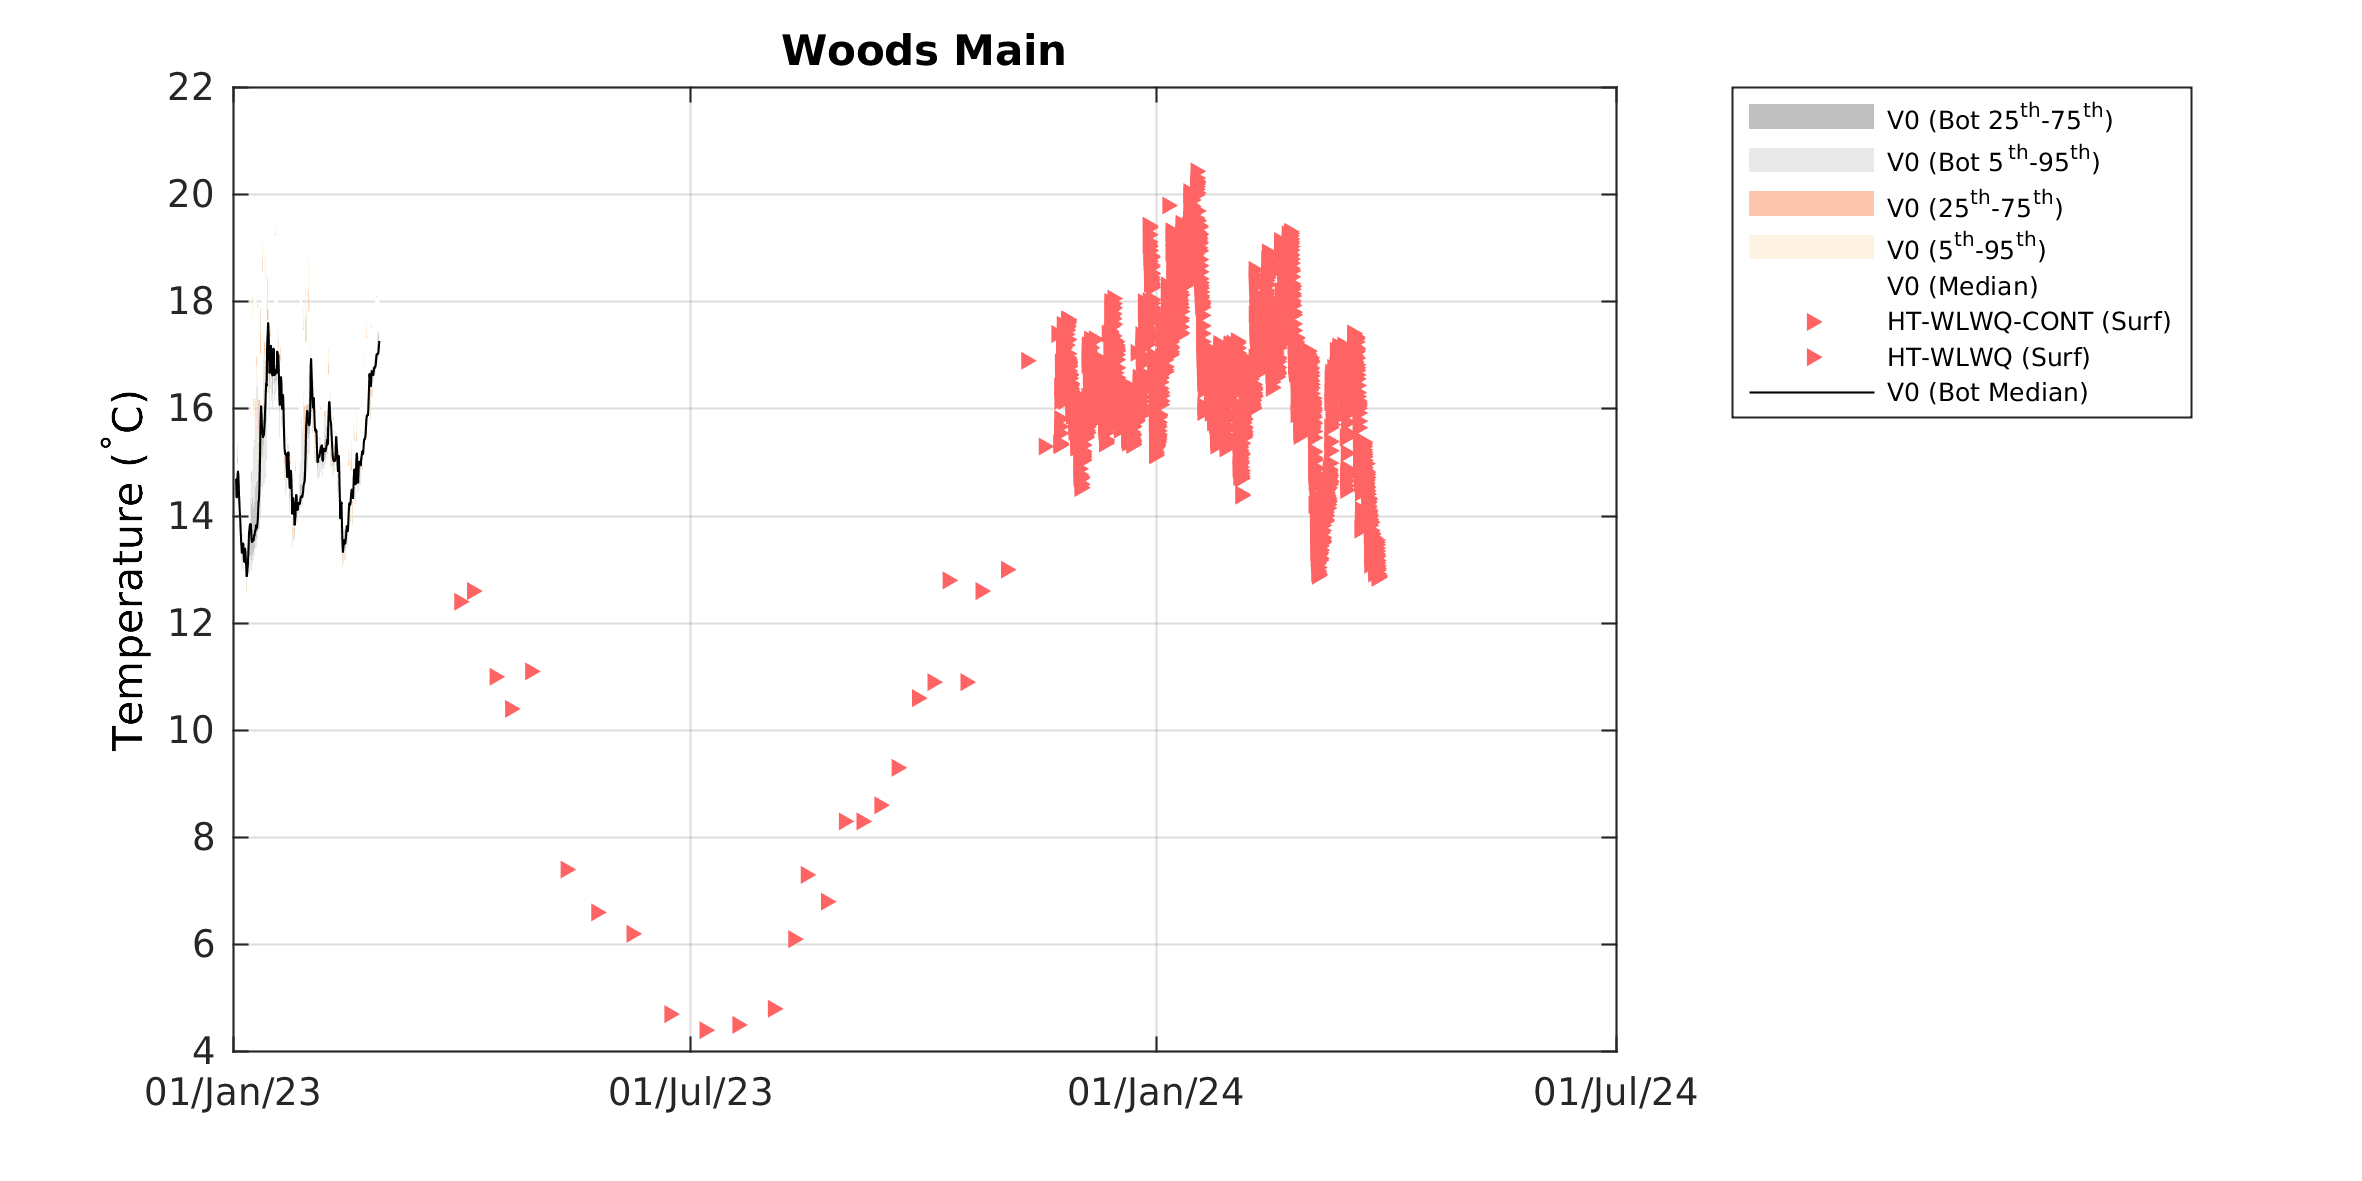 Woods Main
22
20
18
16
14
12
10
8
6
4
Temperature (°C)
01/Jan/23
01/Jul/23
01/Jan/24
01/Jul/24
V0 (Bot 25th-75th)
V0 (Bot 5th-95th)
V0 (25th-75th)
V0 (5th-95th)
V0 (Median)
HT-WLWQ-CONT (Surf)
HT-WLWQ (Surf)
V0 (Bot Median)